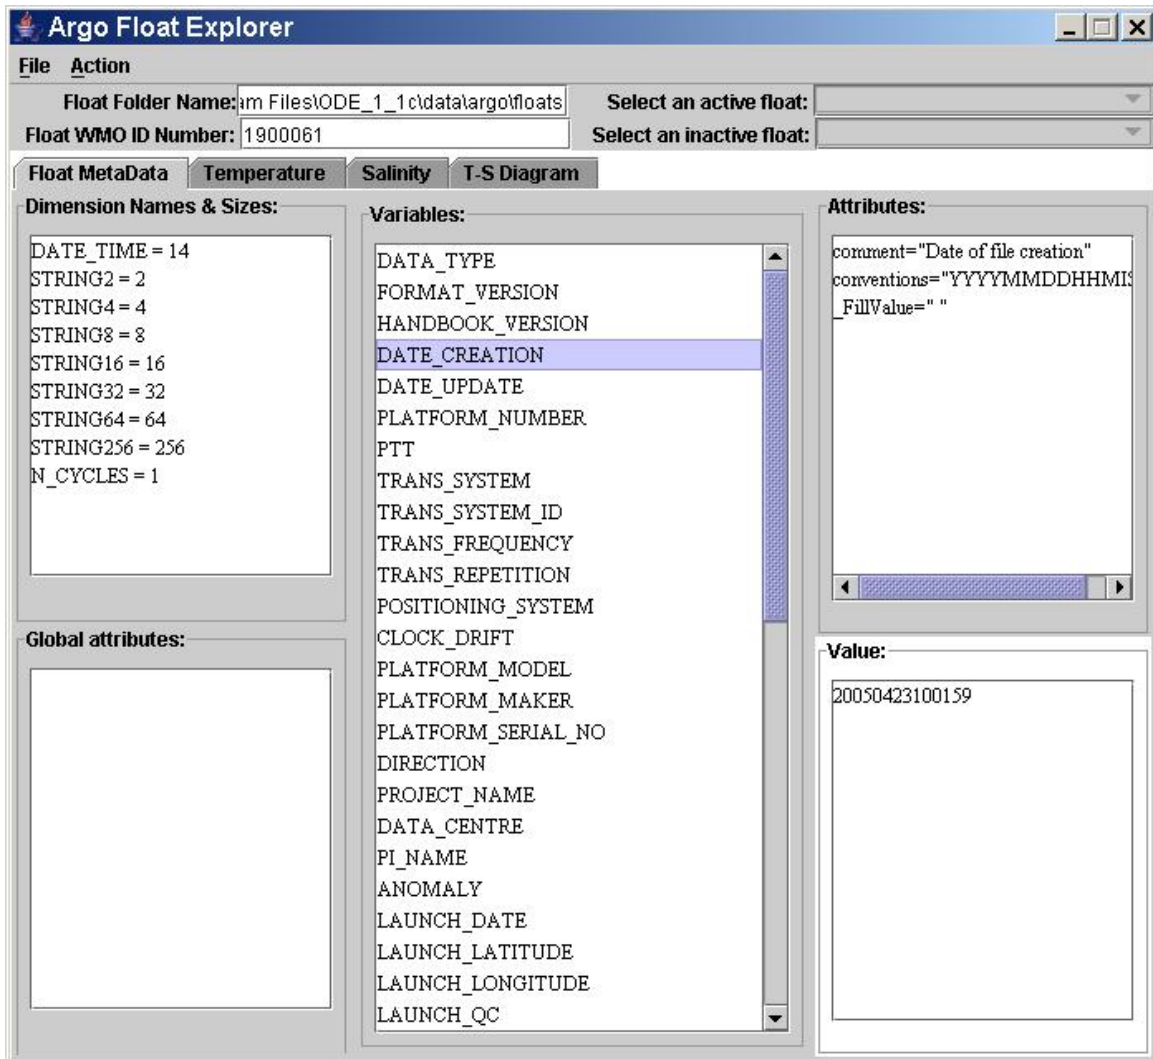 Argo Float Explorer
File Action
Float Folder Name: am Files\ODE_1_1c\data\argo\floats Select an active float:
Float WMO ID Number: 1900061 Select an inactive float:
Float MetaData Temperature Salinity T-S Diagram
Dimension Names & Sizes:
DATE_TIME = 14
STRING2 = 2
STRING4 = 4
STRING8 = 8
STRING16 = 16
STRING32 = 32
STRING64 = 64
STRING256 = 256
N_CYCLES = 1
Global attributes:
Variables:
DATA_TYPE
FORMAT_VERSION
HANDBOOK_VERSION
DATE_CREATION
DATE_UPDATE
PLATFORM_NUMBER
PTT
TRANS_SYSTEM
TRANS_SYSTEM_ID
TRANS_FREQUENCY
TRANS_REPETITION
POSITIONING_SYSTEM
CLOCK_DRIFT
PLATFORM_MODEL
PLATFORM_MAKER
PLATFORM_SERIAL_NO
DIRECTION
PROJECT_NAME
DATA_CENTRE
PI_NAME
ANOMALY
LAUNCH_DATE
LAUNCH_LATITUDE
LAUNCH_LONGITUDE
LAUNCH_QC
Attributes:
comment="Date of file creation"
conventions="YYYYMMDDHHMIS
_FillValue=" "
Value:
20050423100159